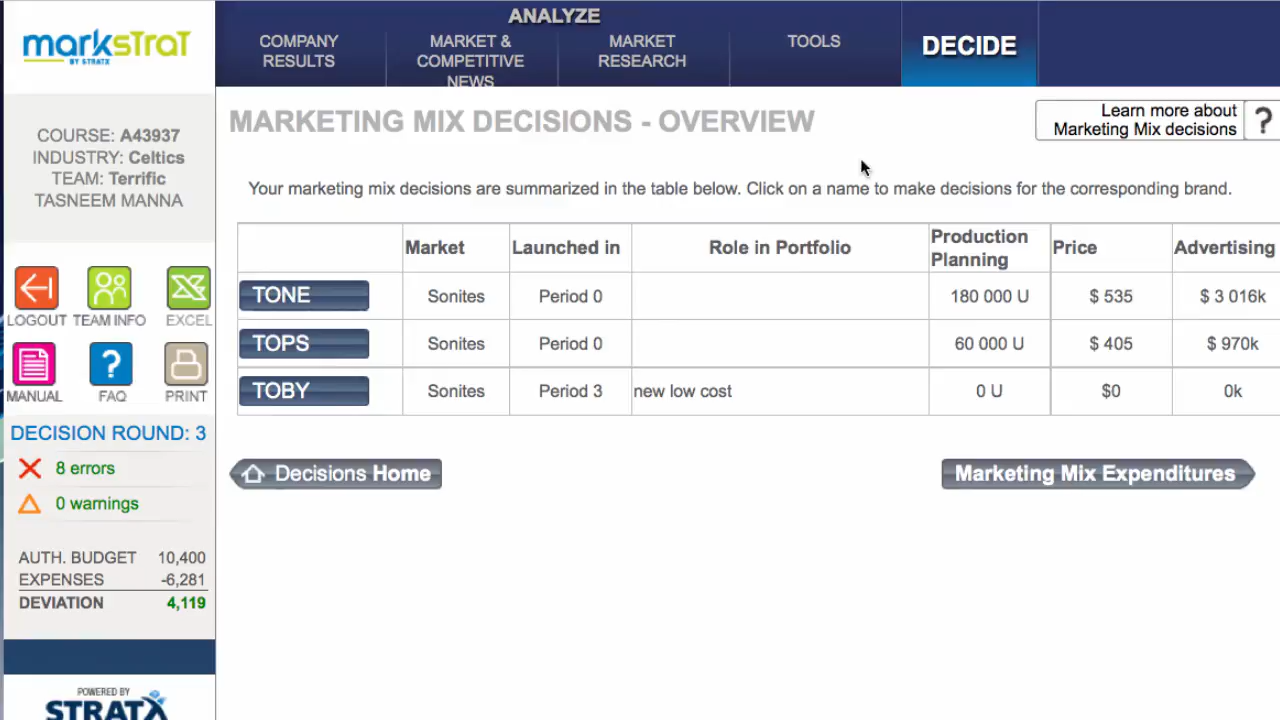 markstrat
BY STRATX
ANALYZE
COMPANY
RESULTS
MARKET &
COMPETITIVE
NEWS
MARKET
RESEARCH
TOOLS
DECIDE
COURSE: A43937
INDUSTRY: Celtics
TEAM: Terrific
TASNEEM MANNA
LOGOUT TEAM INFO EXCEL
MANUAL FAQ PRINT
DECISION ROUND: 3
8 errors
0 warnings
AUTH. BUDGET 10,400
EXPENSES -6,281
DEVIATION 4,119
POWERED BY
STRATX
MARKETING MIX DECISIONS - OVERVIEW
Learn more about
Marketing Mix decisions ?
Your marketing mix decisions are summarized in the table below. Click on a name to make decisions for the corresponding brand.
Market Launched in Role in Portfolio Production Planning Price Advertising
TONE Sonites Period 0 180 000 U $ 535 $ 3 016k
TOPS Sonites Period 0 60 000 U $ 405 $ 970k
TOBY Sonites Period 3 new low cost 0 U $0 0k
Decisions Home
Marketing Mix Expenditures